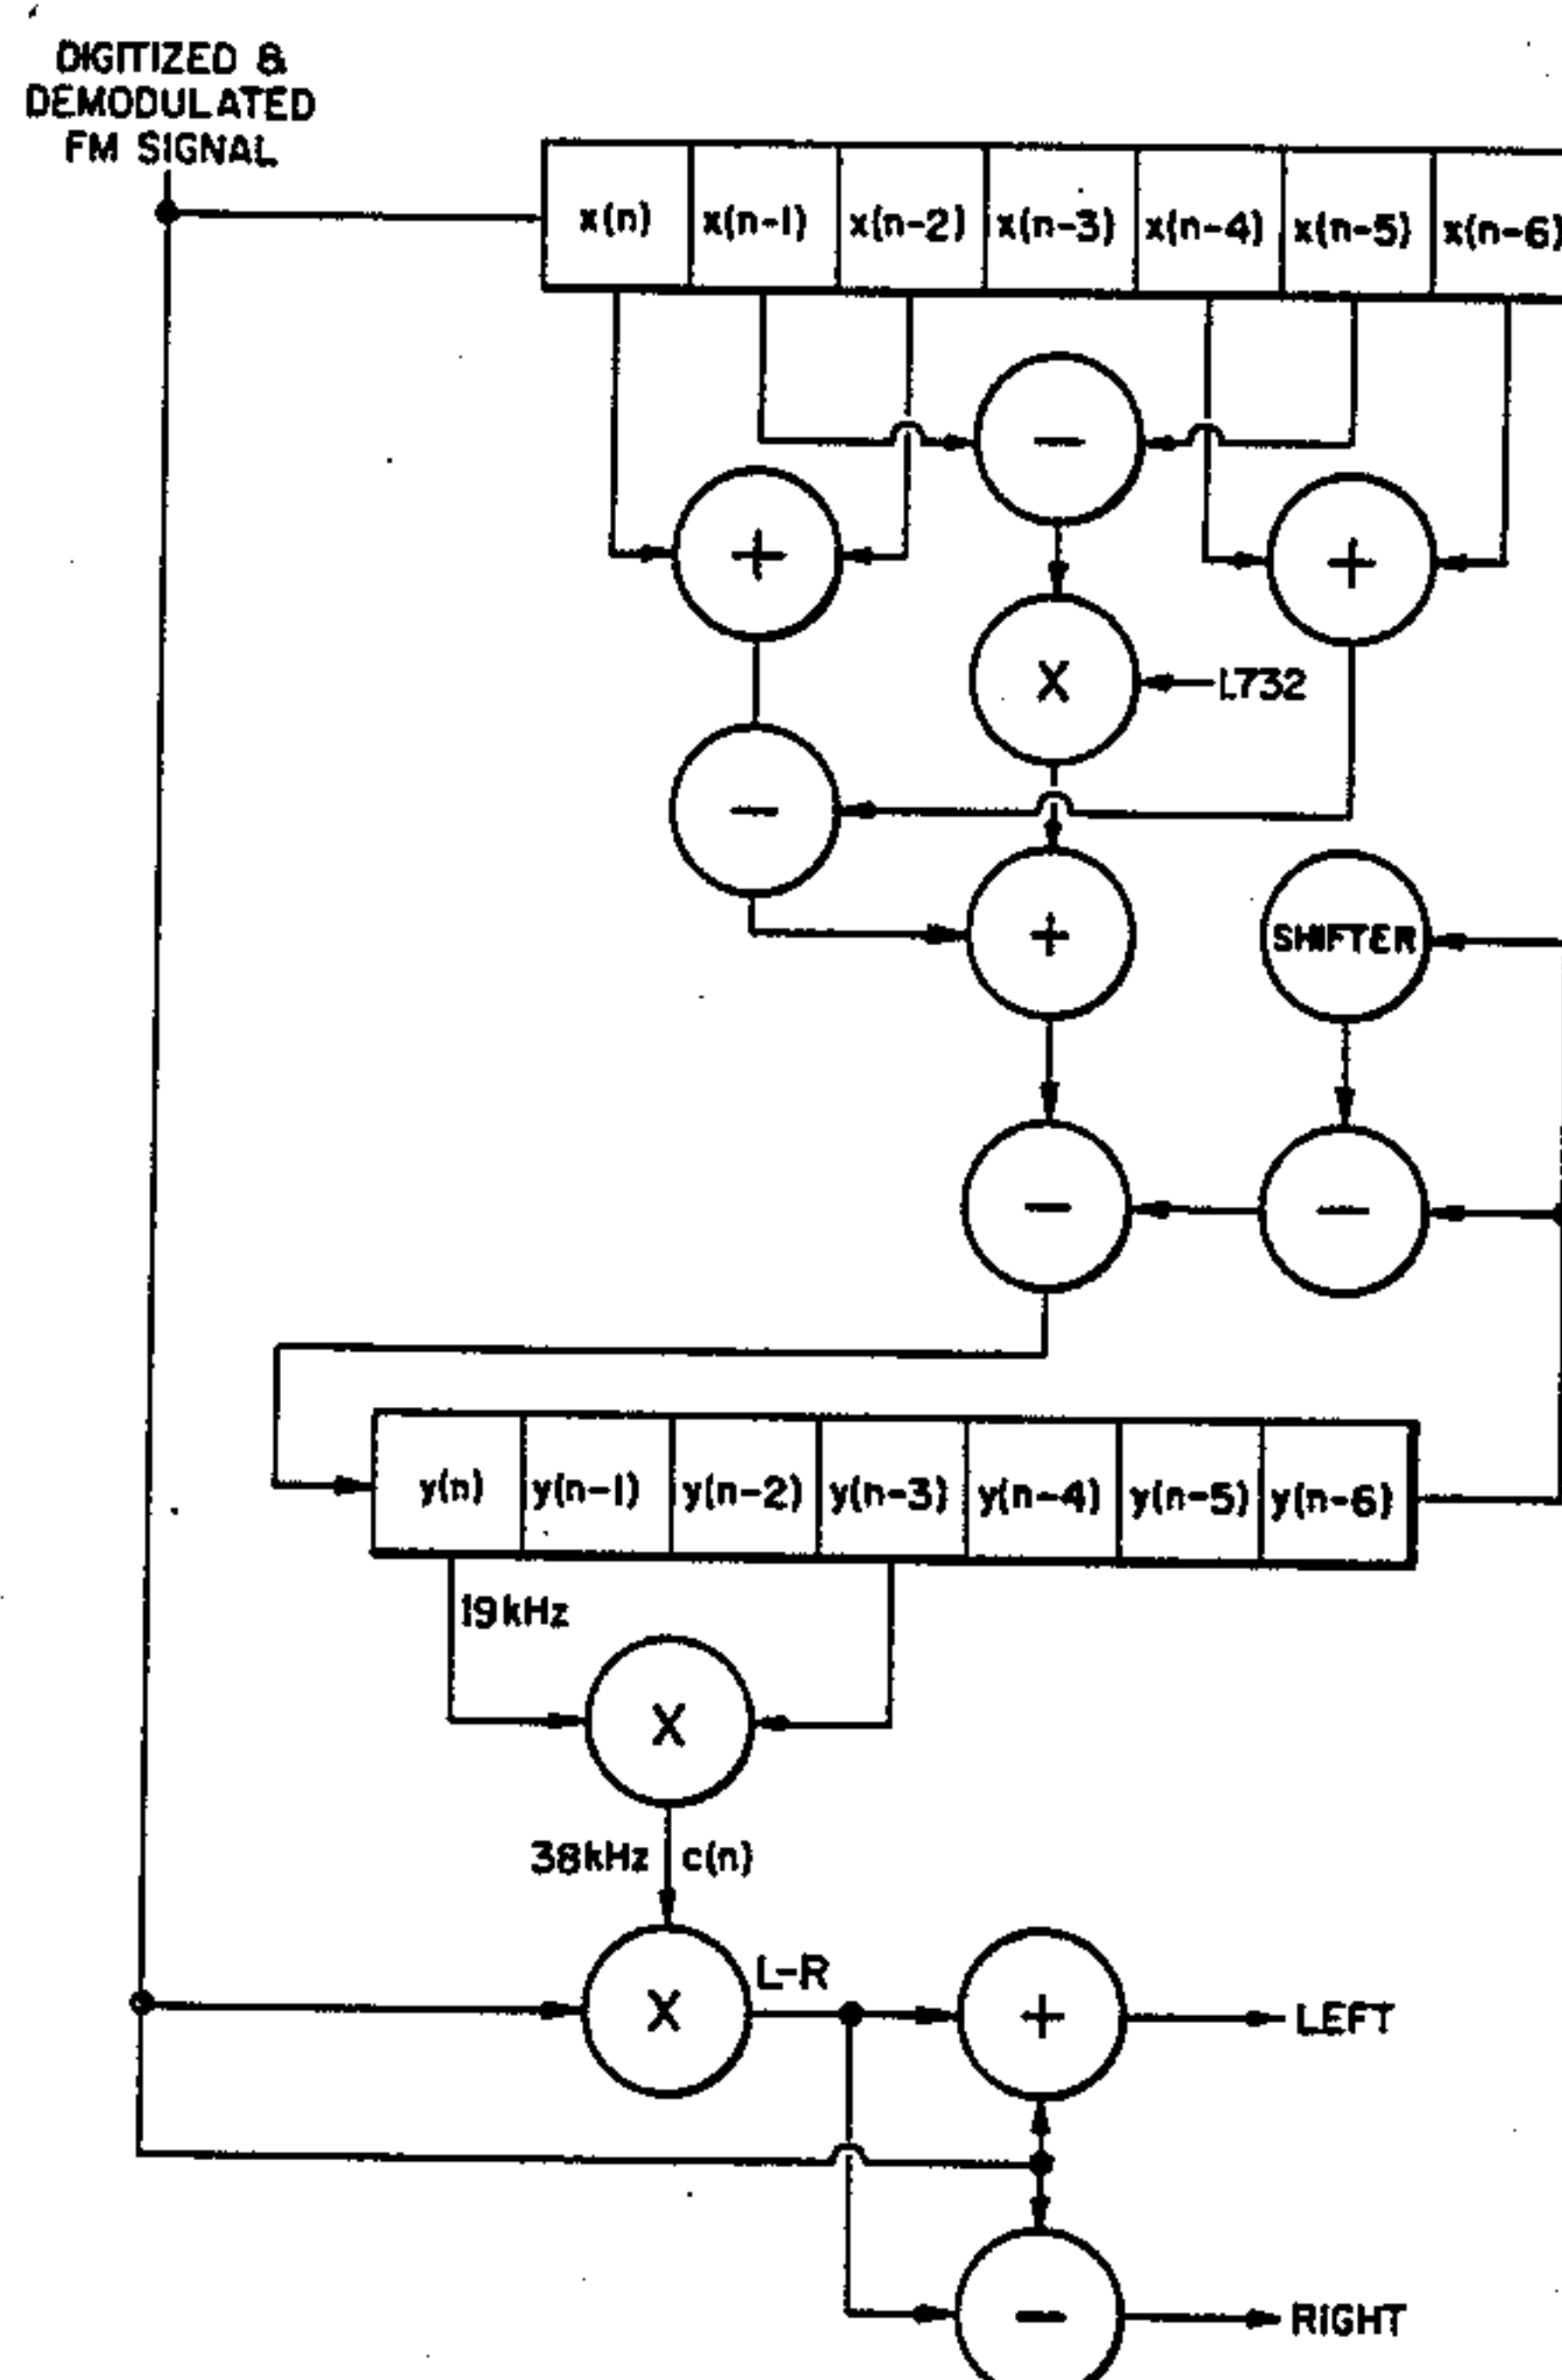 DIGITIZED &
DEMODULATED
FM SIGNAL
x(n) x(n-1) x(n-2) x(n-3) x(n-4) x(n-5) x(n-6)
−
+ +
X 1.732
−
+ SHIFTER
− −
y(n) y(n-1) y(n-2) y(n-3) y(n-4) y(n-5) y(n-6)
19kHz
X
38kHz c(n)
L-R
X + LEFT
− RIGHT